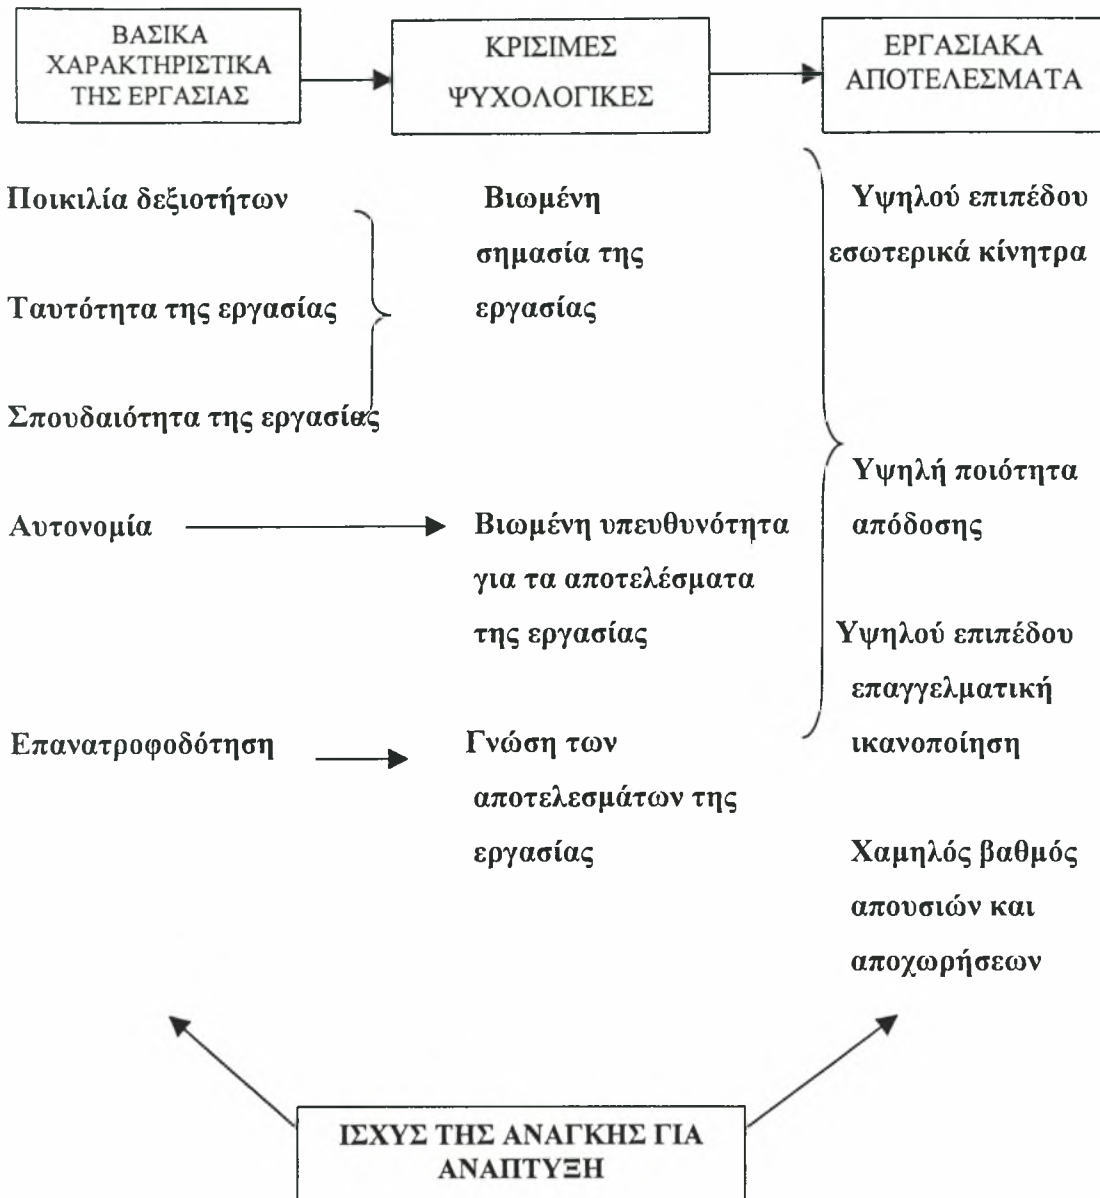 ΒΑΣΙΚΑ
ΧΑΡΑΚΤΗΡΙΣΤΙΚΑ
ΤΗΣ ΕΡΓΑΣΙΑΣ
ΚΡΙΣΙΜΕΣ
ΨΥΧΟΛΟΓΙΚΕΣ
ΕΡΓΑΣΙΑΚΑ
ΑΠΟΤΕΛΕΣΜΑΤΑ
Ποικιλία δεξιοτήτων
Ταυτότητα της εργασίας
Σπουδαιότητα της εργασίας
Αυτονομία
Επανατροφοδότηση
Βιωμένη
σημασία της
εργασίας
Βιωμένη υπευθυνότητα
για τα αποτελέσματα
της εργασίας
Γνώση των
αποτελεσμάτων της
εργασίας
Υψηλού επιπέδου
εσωτερικά κίνητρα
Υψηλή ποιότητα
απόδοσης
Υψηλού επιπέδου
επαγγελματική
ικανοποίηση
Χαμηλός βαθμός
απουσιών και
αποχωρήσεων
ΙΣΧΥΣ ΤΗΣ ΑΝΑΓΚΗΣ ΓΙΑ
ΑΝΑΠΤΥΞΗ